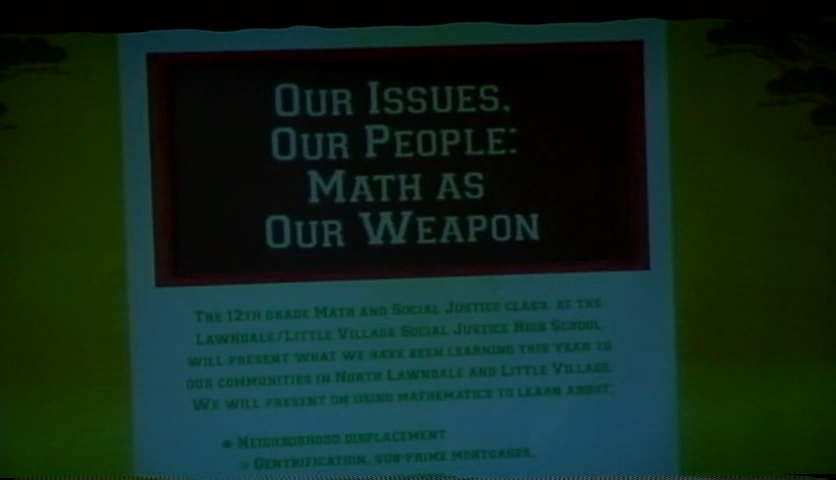 Our Issues,
Our People:
Math as
Our Weapon
The 12th grade Math and Social Justice class, at the
Lawndale/Little Village Social Justice High School
will present what we have been learning this year to
our communities in North Lawndale and Little Village.
We will present on using mathematics to learn about:
• Neighborhood displacement
Gentrification, sub-prime mortgages,